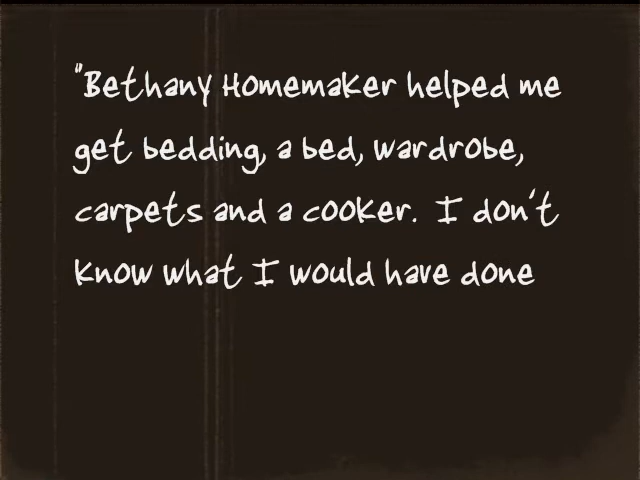 "Bethany Homemaker helped me
get bedding, a bed, wardrobe,
carpets and a cooker. I don't
know what I would have done